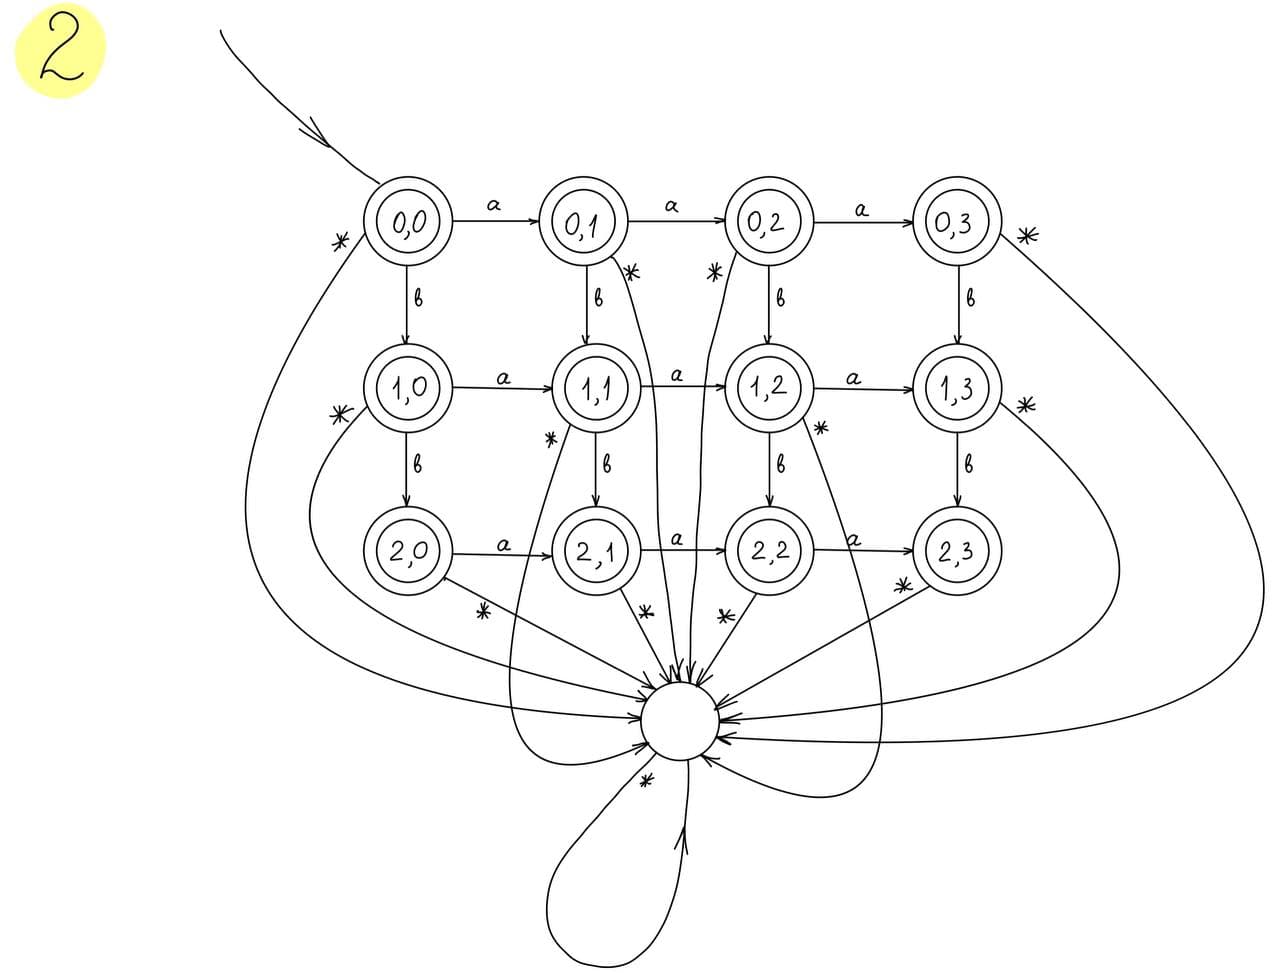 2
a a a
0,0 0,1 0,2 0,3
* * * *
в в в в
a a a
1,0 1,1 1,2 1,3
* * * *
в в в в
a a a
2,0 2,1 2,2 2,3
* * * *
*